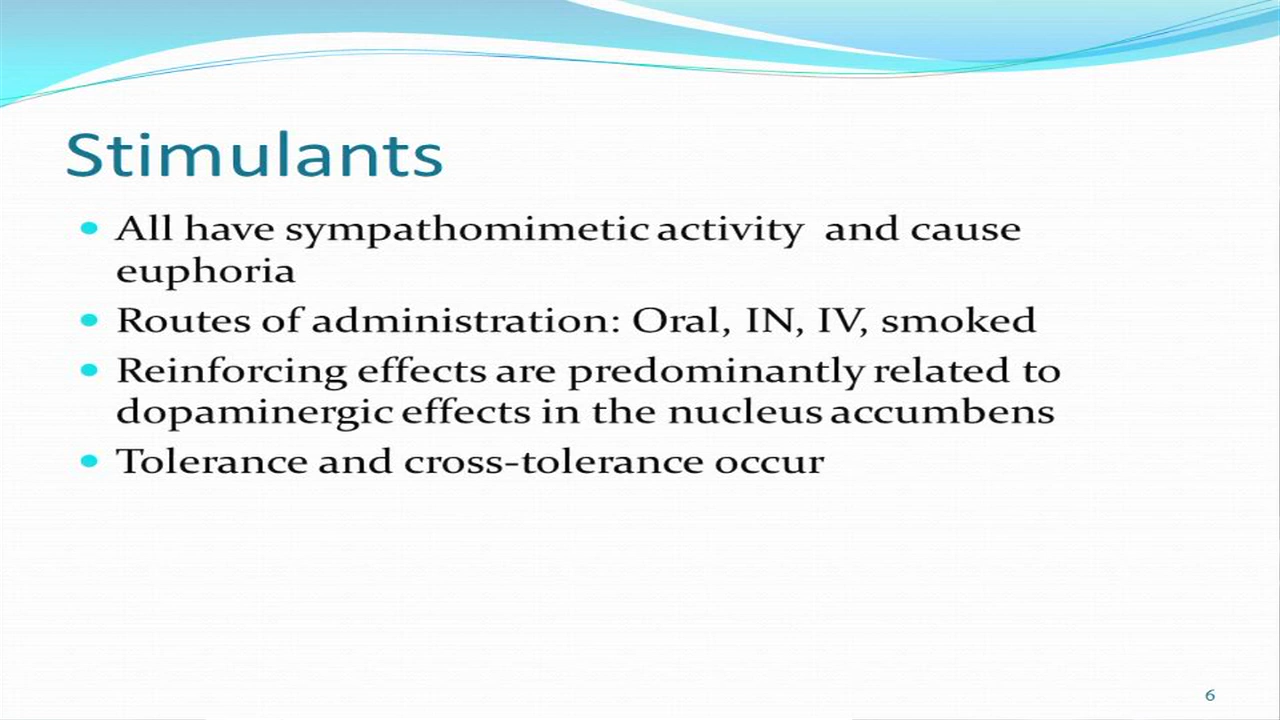 Stimulants
• All have sympathomimetic activity  and cause
euphoria
• Routes of administration: Oral, IN, IV, smoked
• Reinforcing effects are predominantly related to
dopaminergic effects in the nucleus accumbens
• Tolerance and cross-tolerance occur
6